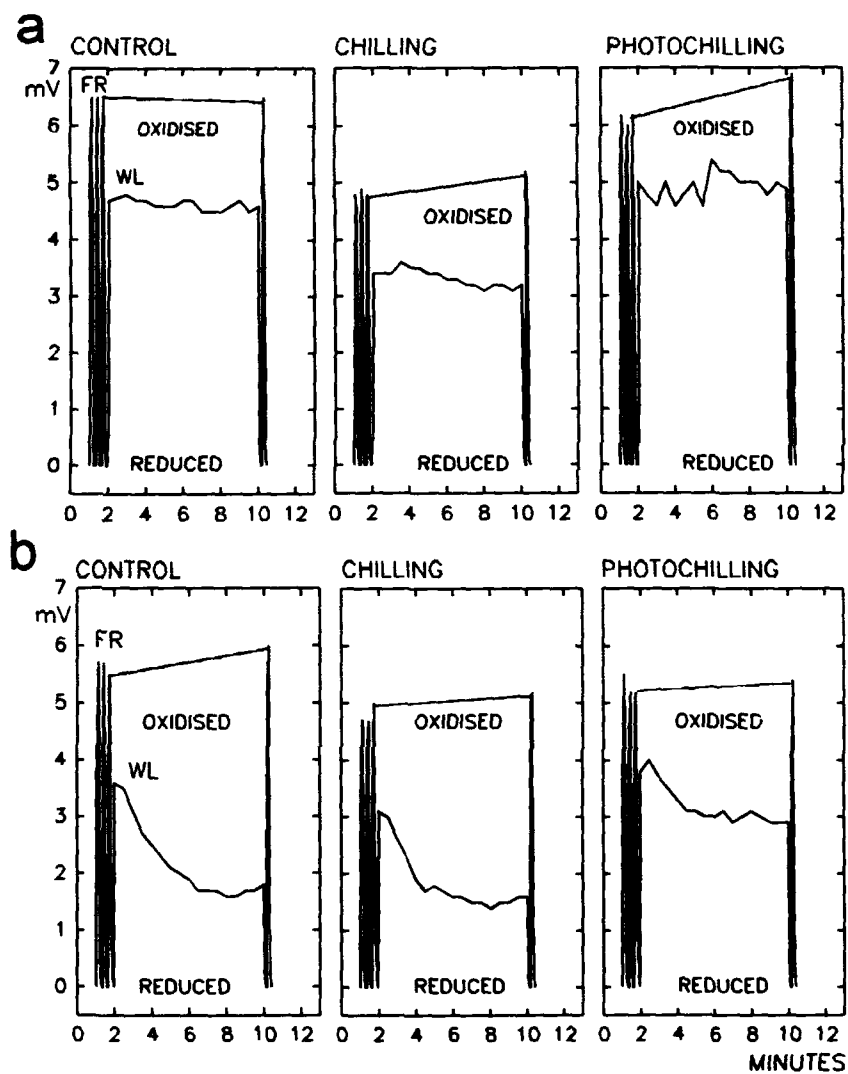 a
CONTROL CHILLING PHOTOCHILLING
7
mV FR
6
OXIDISED OXIDISED
5 WL
OXIDISED
4
3
2
1
0 REDUCED REDUCED REDUCED
0 2 4 6 8 10 12 0 2 4 6 8 10 12 0 2 4 6 8 10 12
b
CONTROL CHILLING PHOTOCHILLING
7
mV
6 FR
5
OXIDISED OXIDISED OXIDISED
4
WL
3
2
1
0 REDUCED REDUCED REDUCED
0 2 4 6 8 10 12 0 2 4 6 8 10 12 0 2 4 6 8 10 12
MINUTES